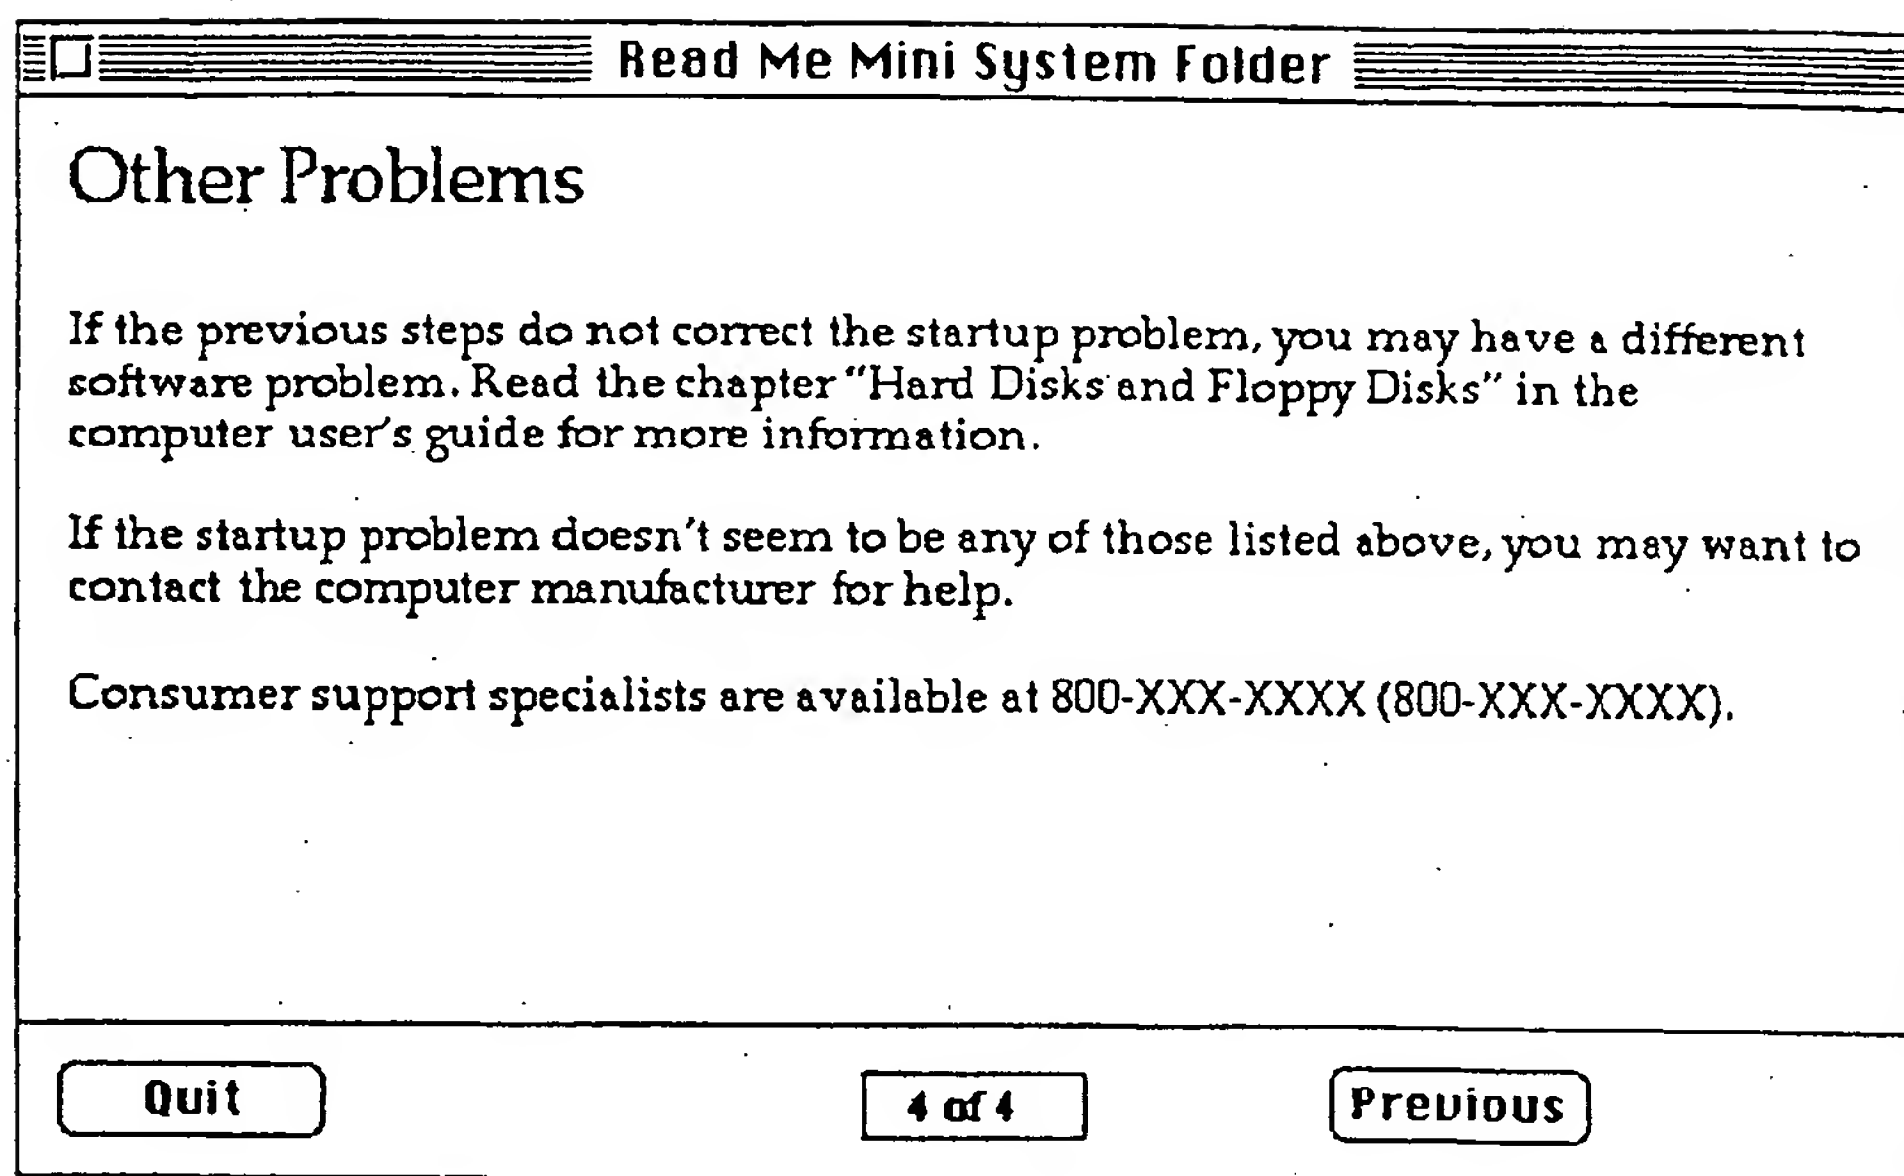 Read Me Mini System Folder
Other Problems
If the previous steps do not correct the startup problem, you may have a different
software problem. Read the chapter “Hard Disks and Floppy Disks” in the
computer user's guide for more information.
If the startup problem doesn't seem to be any of those listed above, you may want to
contact the computer manufacturer for help.
Consumer support specialists are available at 800-XXX-XXXX (800-XXX-XXXX).
Quit
4 of 4
Previous